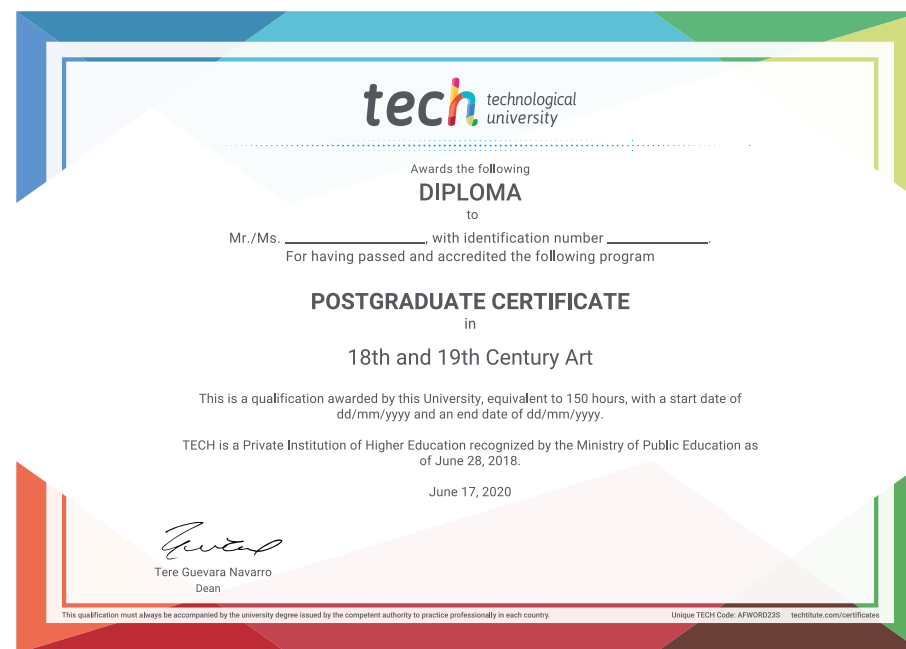 tech technological
university
Awards the following
DIPLOMA
to
Mr./Ms. ____________________, with identification number ______________.
For having passed and accredited the following program
POSTGRADUATE CERTIFICATE
in
18th and 19th Century Art
This is a qualification awarded by this University, equivalent to 150 hours, with a start date of
dd/mm/yyyy and an end date of dd/mm/yyyy.
TECH is a Private Institution of Higher Education recognized by the Ministry of Public Education as
of June 28, 2018.
June 17, 2020
Tere Guevara Navarro
Dean
This qualification must always be accompanied by the university degree issued by the competent authority to practice professionally in each country. Unique TECH Code: AFWORD23S techtitute.com/certificates